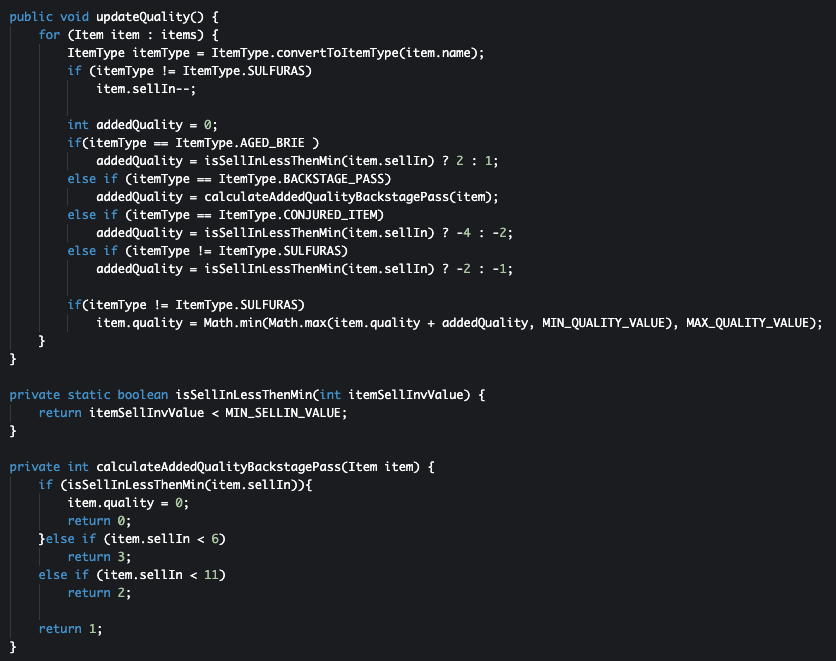 public void updateQuality() {
    for (Item item : items) {
        ItemType itemType = ItemType.convertToItemType(item.name);
        if (itemType != ItemType.SULFURAS)
            item.sellIn--;

        int addedQuality = 0;
        if(itemType == ItemType.AGED_BRIE )
            addedQuality = isSellInLessThenMin(item.sellIn) ? 2 : 1;
        else if (itemType == ItemType.BACKSTAGE_PASS)
            addedQuality = calculateAddedQualityBackstagePass(item);
        else if (itemType == ItemType.CONJURED_ITEM)
            addedQuality = isSellInLessThenMin(item.sellIn) ? -4 : -2;
        else if (itemType != ItemType.SULFURAS)
            addedQuality = isSellInLessThenMin(item.sellIn) ? -2 : -1;

        if(itemType != ItemType.SULFURAS)
            item.quality = Math.min(Math.max(item.quality + addedQuality, MIN_QUALITY_VALUE), MAX_QUALITY_VALUE);
    }
}

private static boolean isSellInLessThenMin(int itemSellInvValue) {
    return itemSellInvValue < MIN_SELLIN_VALUE;
}

private int calculateAddedQualityBackstagePass(Item item) {
    if (isSellInLessThenMin(item.sellIn)){
        item.quality = 0;
        return 0;
    }else if (item.sellIn < 6)
        return 3;
    else if (item.sellIn < 11)
        return 2;

    return 1;
}